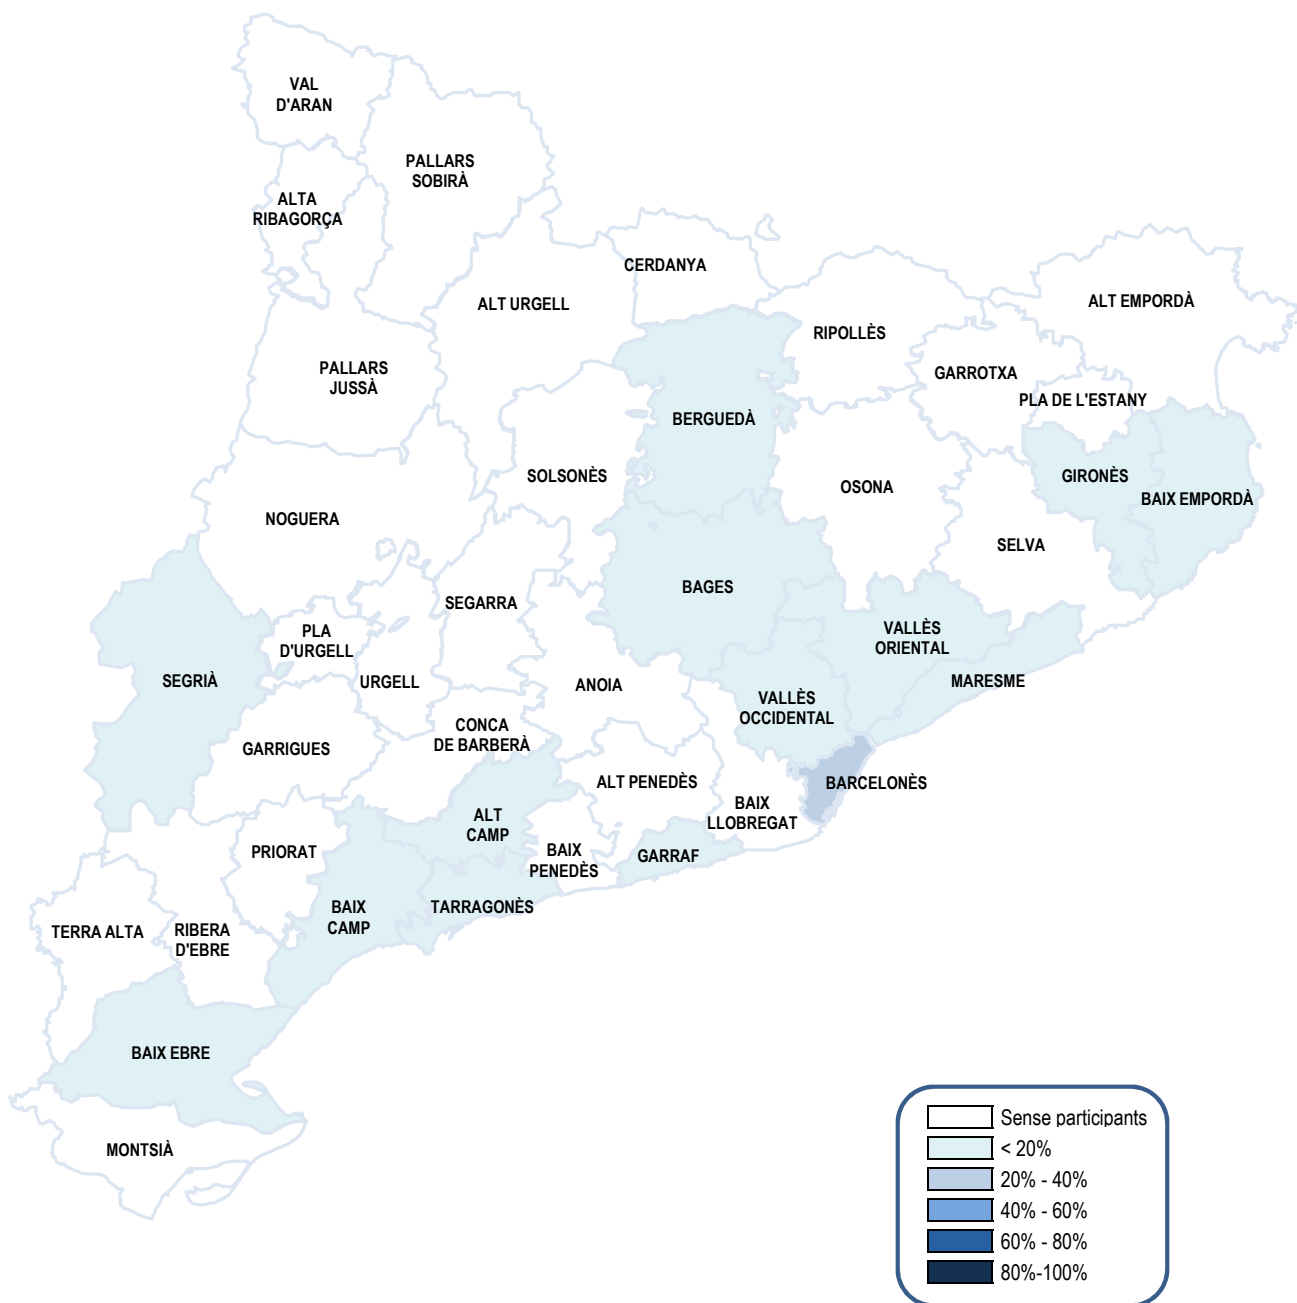 VAL
D'ARAN
PALLARS
SOBIRÀ
ALTA
RIBAGORÇA
CERDANYA
ALT URGELL
ALT EMPORDÀ
RIPOLLÈS
GARROTXA
PALLARS
JUSSÀ
PLA DE L'ESTANY
BERGUEDÀ
SOLSONÈS
GIRONÈS
OSONA
BAIX EMPORDÀ
NOGUERA
SELVA
BAGES
SEGARRA
PLA
D'URGELL
VALLÈS
ORIENTAL
SEGRIÀ
URGELL
ANOIA
MARESME
VALLÈS
OCCIDENTAL
CONCA
DE BARBERÀ
GARRIGUES
ALT PENEDÈS
BARCELONÈS
BAIX
LLOBREGAT
ALT
CAMP
PRIORAT
BAIX
PENEDÈS
GARRAF
BAIX
CAMP
TARRAGONÈS
TERRA ALTA
RIBERA
D'EBRE
BAIX EBRE
MONTSIÀ
Sense participants
< 20%
20% - 40%
40% - 60%
60% - 80%
80%-100%